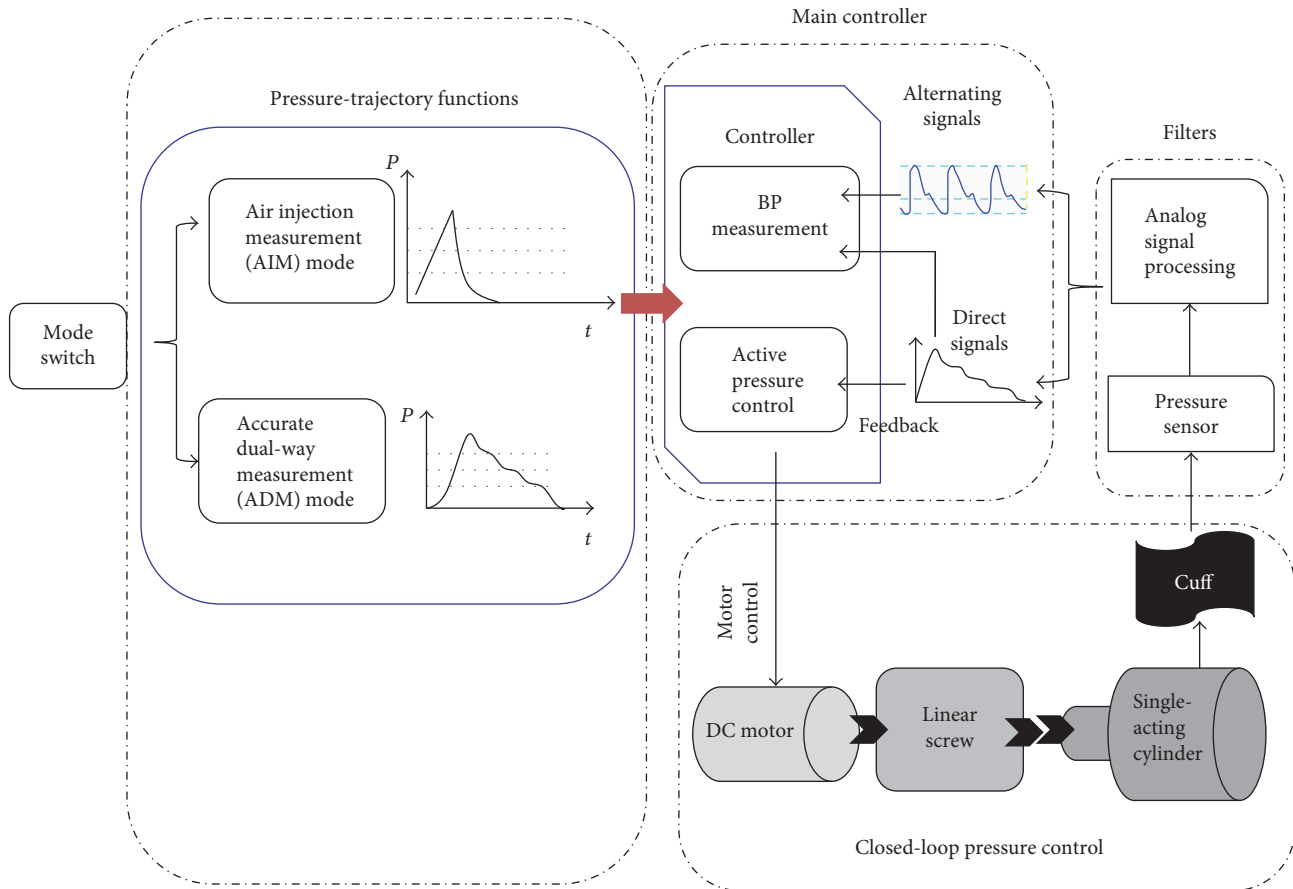 Main controller
Pressure-trajectory functions
Alternating
signals
Controller
Filters
P
Air injection
measurement
(AIM) mode
BP
measurement
Analog
signal
processing
t
Mode
switch
Direct
signals
Active
pressure
control
Pressure
sensor
Feedback
P
Accurate
dual-way
measurement
(ADM) mode
t
Motor
control
Cuff
DC motor
Linear
screw
Single-
acting
cylinder
Closed-loop pressure control